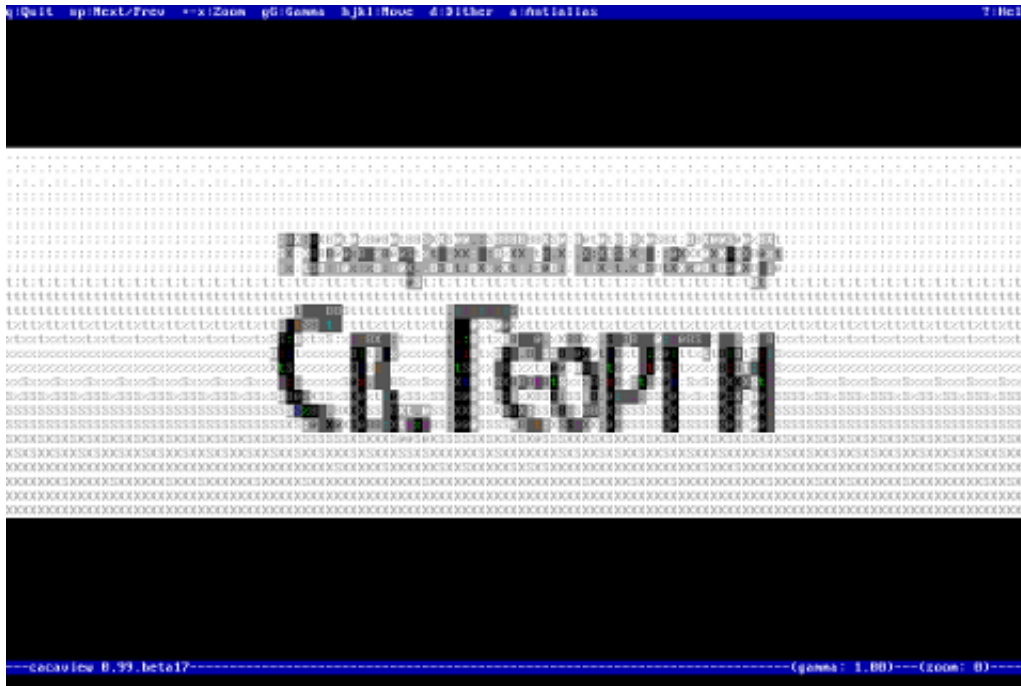 q:Quit np:Next/Prev +-x:Zoom gG:Gamma hjkl:Move d:Dither a:Antialias ?:Hel
Св. Георги
---cacaview 0.99.beta17---(gamma: 1.00)---(zoom: 0)----